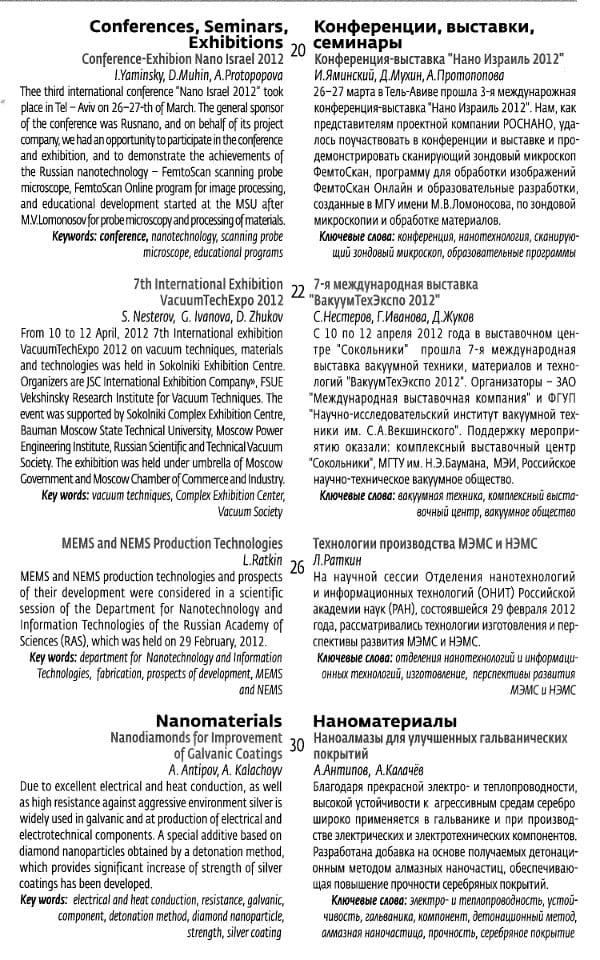 Conferences, Seminars,
Exhibitions
Conference-Exhibion Nano Israel 2012
I.Yaminsky, D.Muhin, A.Protopopova
Thee third international conference "Nano Israel 2012" took
place in Tel – Aviv on 26–27-th of March. The general sponsor
of the conference was Rusnano, and on behalf of its project
company, we had an opportunity to participate in the conference
and exhibition, and to demonstrate the achievements of
the Russian nanotechnology – FemtoScan scanning probe
microscope, FemtoScan Online program for image processing,
and educational development started at the MSU after
M.V.Lomonosov for probe microscopy and processing of materials.
Keywords: conference, nanotechnology, scanning probe
microscope, educational programs
20
Конференции, выставки,
семинары
Конференция-выставка "Нано Израиль 2012"
И.Яминский, Д.Мухин, А.Протопопова
26–27 марта в Тель-Авиве прошла 3-я международная
конференция-выставка "Нано Израиль 2012". Нам, как
представителям проектной компании РОСНАНО, уда-
лось поучаствовать в конференции и выставке и про-
демонстрировать сканирующий зондовый микроскоп
ФемтоСкан, программу для обработки изображений
ФемтоСкан Онлайн и образовательные разработки,
созданные в МГУ имени М.В.Ломоносова, по зондовой
микроскопии и обработке материалов.
Ключевые слова: конференция, нанотехнология, сканирую-
щий зондовый микроскоп, образовательные программы
7th International Exhibition
VacuumTechExpo 2012
S. Nesterov, G. Ivanova, D. Zhukov
From 10 to 12 April, 2012 7th International exhibition
VacuumTechExpo 2012 on vacuum techniques, materials
and technologies was held in Sokolniki Exhibition Centre.
Organizers are JSC International Exhibition Company», FSUE
Vekshinsky Research Institute for Vacuum Techniques. The
event was supported by Sokolniki Complex Exhibition Centre,
Bauman Moscow State Technical University, Moscow Power
Engineering Institute, Russian Scientific and Technical Vacuum
Society. The exhibition was held under umbrella of Moscow
Government and Moscow Chamber of Commerce and Industry.
Key words: vacuum techniques, Complex Exhibition Center,
Vacuum Society
22
7-я международная выставка
"ВакуумТехЭкспо 2012"
С.Нестеров, Г.Иванова, Д.Жуков
С 10 по 12 апреля 2012 года в выставочном цен-
тре "Сокольники" прошла 7-я международная
выставка вакуумной техники, материалов и техно-
логий "ВакуумТехЭкспо 2012". Организаторы – ЗАО
"Международная выставочная компания" и ФГУП
"Научно-исследовательский институт вакуумной тех-
ники им. С.А.Векшинского". Поддержку меропри-
ятию оказали: комплексный выставочный центр
"Сокольники", МГТУ им. Н.Э.Баумана, МЭИ, Российское
научно-техническое вакуумное общество.
Ключевые слова: вакуумная техника, комплексный выста-
вочный центр, вакуумное общество
MEMS and NEMS Production Technologies
L.Ratkin
MEMS and NEMS production technologies and prospects
of their development were considered in a scientific
session of the Department for Nanotechnology and
Information Technologies of the Russian Academy of
Sciences (RAS), which was held on 29 February, 2012.
Key words: department for Nanotechnology and Information
Technologies, fabrication, prospects of development, MEMS
and NEMS
26
Технологии производства МЭМС и НЭМС
Л.Раткин
На научной сессии Отделения нанотехнологий
и информационных технологий (ОНИТ) Российской
академии наук (РАН), состоявшейся 29 февраля 2012
года, рассматривались технологии изготовления и пер-
спективы развития МЭМС и НЭМС.
Ключевые слова: отделения нанотехнологий и информаци-
онных технологий, изготовление, перспективы развития
МЭМС и НЭМС
Nanomaterials
Nanodiamonds for Improvement
of Galvanic Coatings
A. Antipov, A. Kalachoyv
Due to excellent electrical and heat conduction, as well
as high resistance against aggressive environment silver is
widely used in galvanic and at production of electrical and
electrotechnical components. A special additive based on
diamond nanoparticles obtained by a detonation method,
which provides significant increase of strength of silver
coatings has been developed.
Key words: electrical and heat conduction, resistance, galvanic,
component, detonation method, diamond nanoparticle,
strength, silver coating
30
Наноматериалы
Наноалмазы для улучшенных гальванических
покрытий
А.Антипов, А.Калачёв
Благодаря прекрасной электро- и теплопроводности,
высокой устойчивости к агрессивным средам серебро
широко применяется в гальванике и при производ-
стве электрических и электротехнических компонентов.
Разработана добавка на основе получаемых детонаци-
онным методом алмазных наночастиц, обеспечиваю-
щая повышение прочности серебряных покрытий.
Ключевые слова: электро- и теплопроводность, устой-
чивость, гальваника, компонент, детонационный метод,
алмазная наночастица, прочность, серебряное покрытие